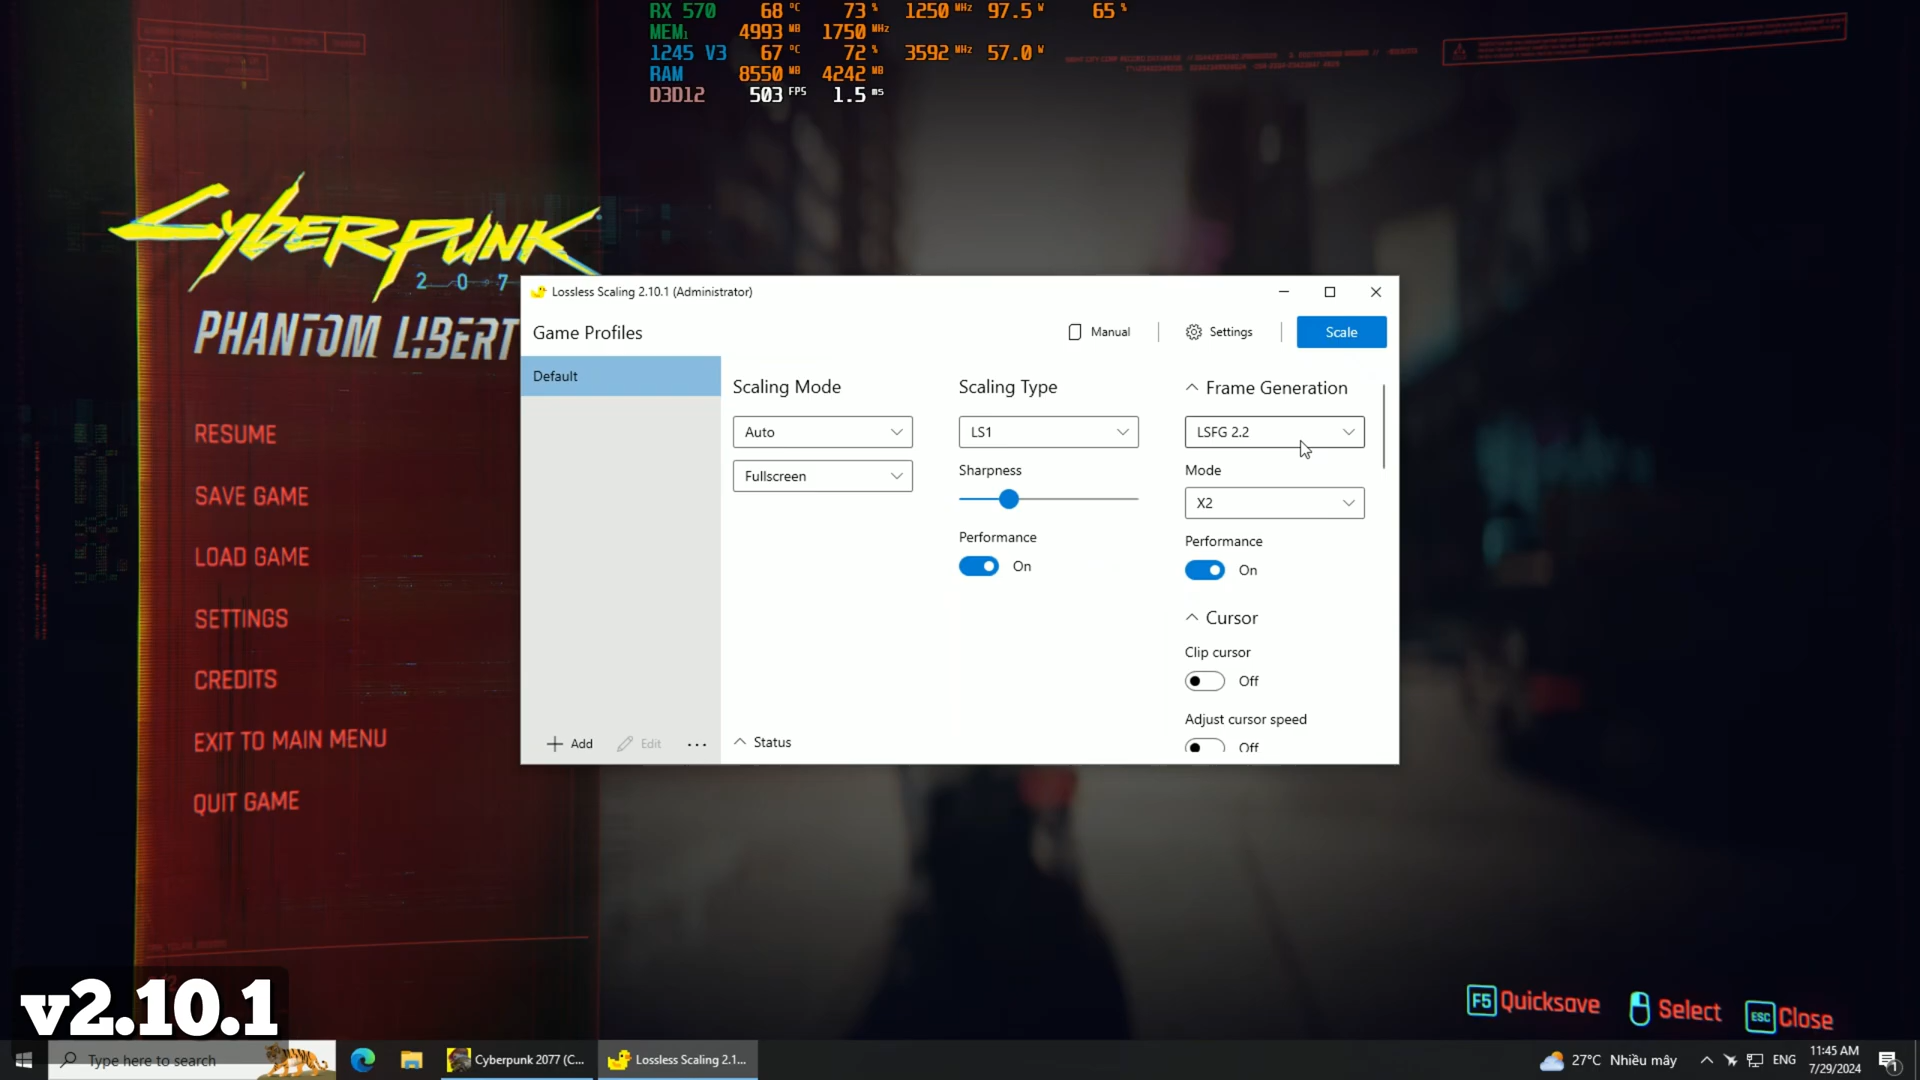 RX 570 68 °C 73 % 1250 MHz 97.5 W 65 %
MEM1 4993 MB 1750 MHz
1245 V3 67 °C 72 % 3592 MHz 57.0 W
RAM 8550 MB 4242 MB
D3D12 503 FPS 1.5 ms
CYBERPUNK
2 0 7
PHANTOM LIBERT
RESUME
SAVE GAME
LOAD GAME
SETTINGS
CREDITS
EXIT TO MAIN MENU
QUIT GAME
Lossless Scaling 2.10.1 (Administrator)
Game Profiles
Manual
Settings
Scale
Default
Scaling Mode
Auto
Fullscreen
Scaling Type
LS1
Sharpness
Performance
On
Frame Generation
LSFG 2.2
Mode
X2
Performance
On
Cursor
Clip cursor
Off
Adjust cursor speed
Off
Add
Edit
...
Status
F5 Quicksave
Select
ESC Close
v2.10.1
Type here to search
Cyberpunk 2077 (C...
Lossless Scaling 2.1...
27°C Nhiều mây
ENG
11:45 AM
7/29/2024
1